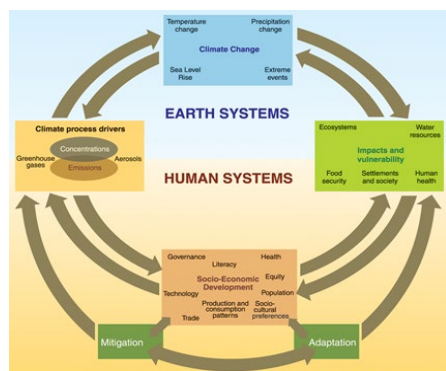 Temperature
change
Precipitation
change
Climate Change
Sea Level
Rise
Extreme
events
EARTH SYSTEMS
Climate process drivers
Concentrations
Greenhouse
gases
Aerosols
Emissions
Ecosystems
Water
resources
Impacts and
vulnerability
Food
security
Settlements
and society
Human
health
HUMAN SYSTEMS
Governance
Literacy
Health
Socio-Economic
Development
Equity
Technology
Population
Production and
consumption
patterns
Socio-
cultural
preferences
Trade
Mitigation
Adaptation